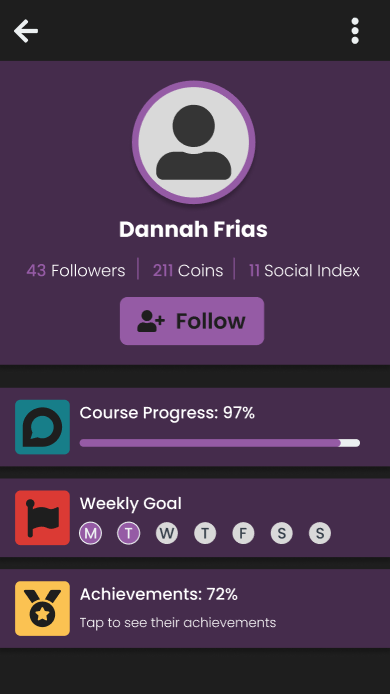 Dannah Frias
43 Followers 211 Coins 11 Social Index
Follow
Course Progress: 97%
Weekly Goal
M T W T F S S
Achievements: 72%
Tap to see their achievements